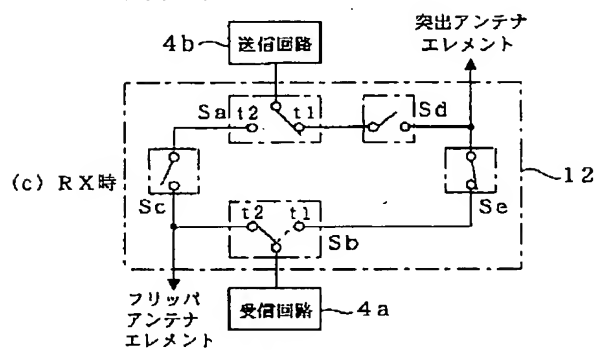 突出アンテナ
エレメント
4b
送信回路
Sa
t2
t1
Sd
(c) RX時
12
Sc
t2
t1
Sb
Se
フリッパ
アンテナ
エレメント
受信回路
4a